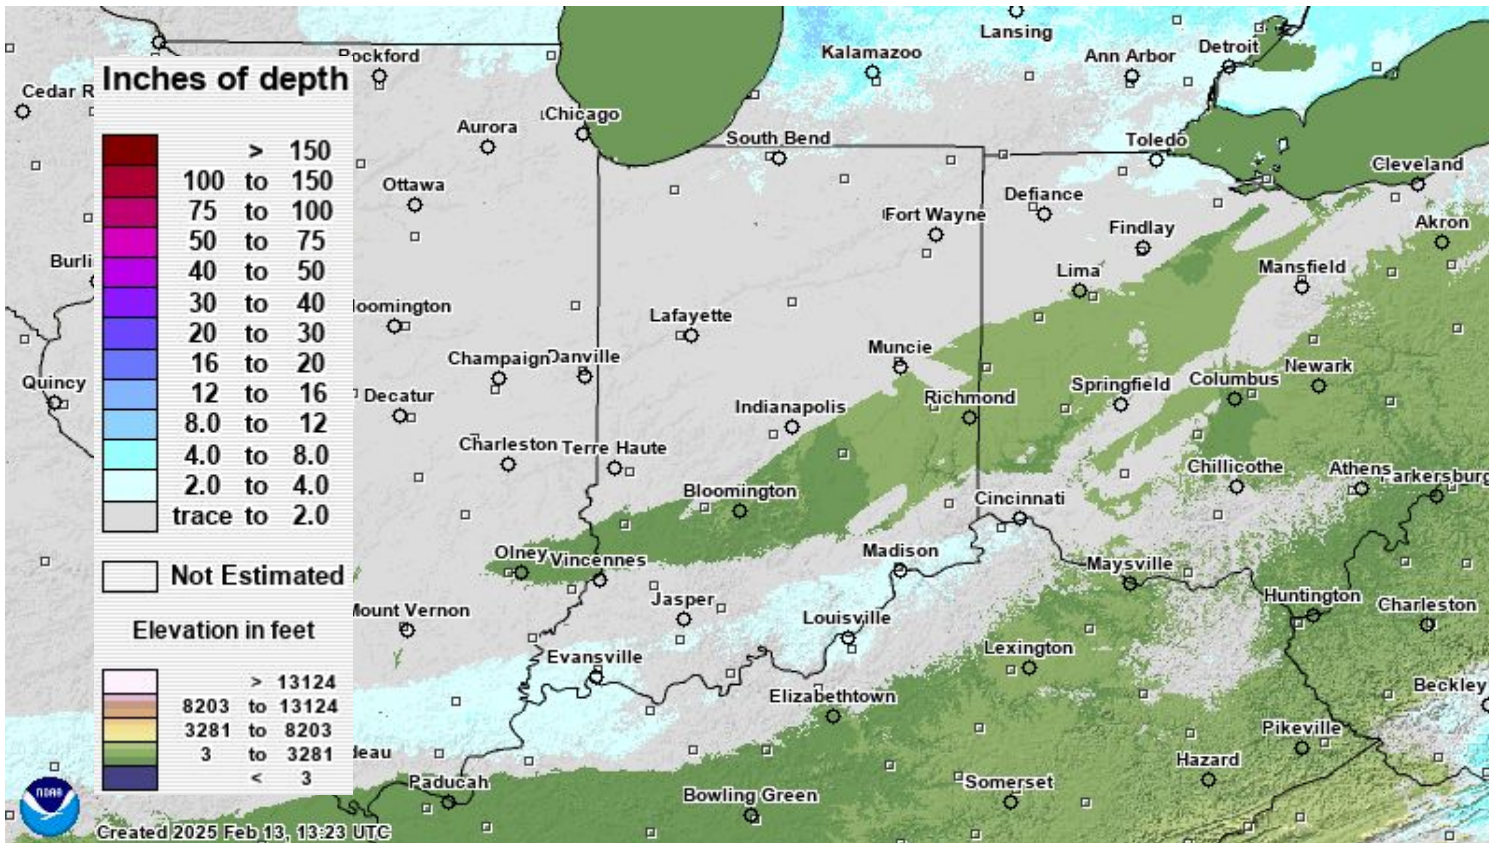 Lansing
Kalamazoo
Ann Arbor
Detroit
Rockford
Inches of depth
Cedar R
Chicago
Aurora
South Bend
Toledo
Cleveland
> 150
100 to 150
75 to 100
50 to 75
40 to 50
30 to 40
20 to 30
16 to 20
12 to 16
8.0 to 12
4.0 to 8.0
2.0 to 4.0
trace to 2.0
Ottawa
Defiance
Fort Wayne
Findlay
Akron
Burli
Lima
Mansfield
loomington
Lafayette
Champaign
Danville
Muncie
Newark
Quincy
Decatur
Springfield
Columbus
Richmond
Indianapolis
Charleston
Terre Haute
Chillicothe
Athens
Parkersburg
Bloomington
Cincinnati
Olney
Vincennes
Madison
Maysville
Not Estimated
Jasper
Huntington
Charleston
Mount Vernon
Louisville
Elevation in feet
Evansville
Lexington
> 13124
8203 to 13124
3281 to 8203
3 to 3281
< 3
Elizabethtown
Beckley
Pikeville
deau
Hazard
Paducah
Bowling Green
Somerset
NOAA
Created 2025 Feb 13, 13:23 UTC